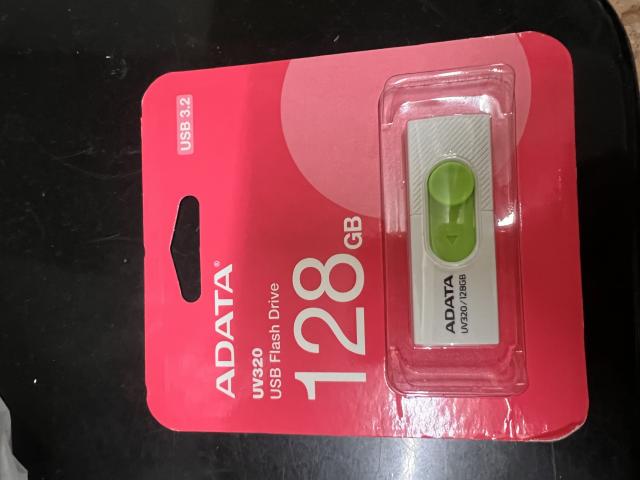 USB 3.2
ADATA®
UV320
USB Flash Drive
128GB
ADATA
UV320/128GB